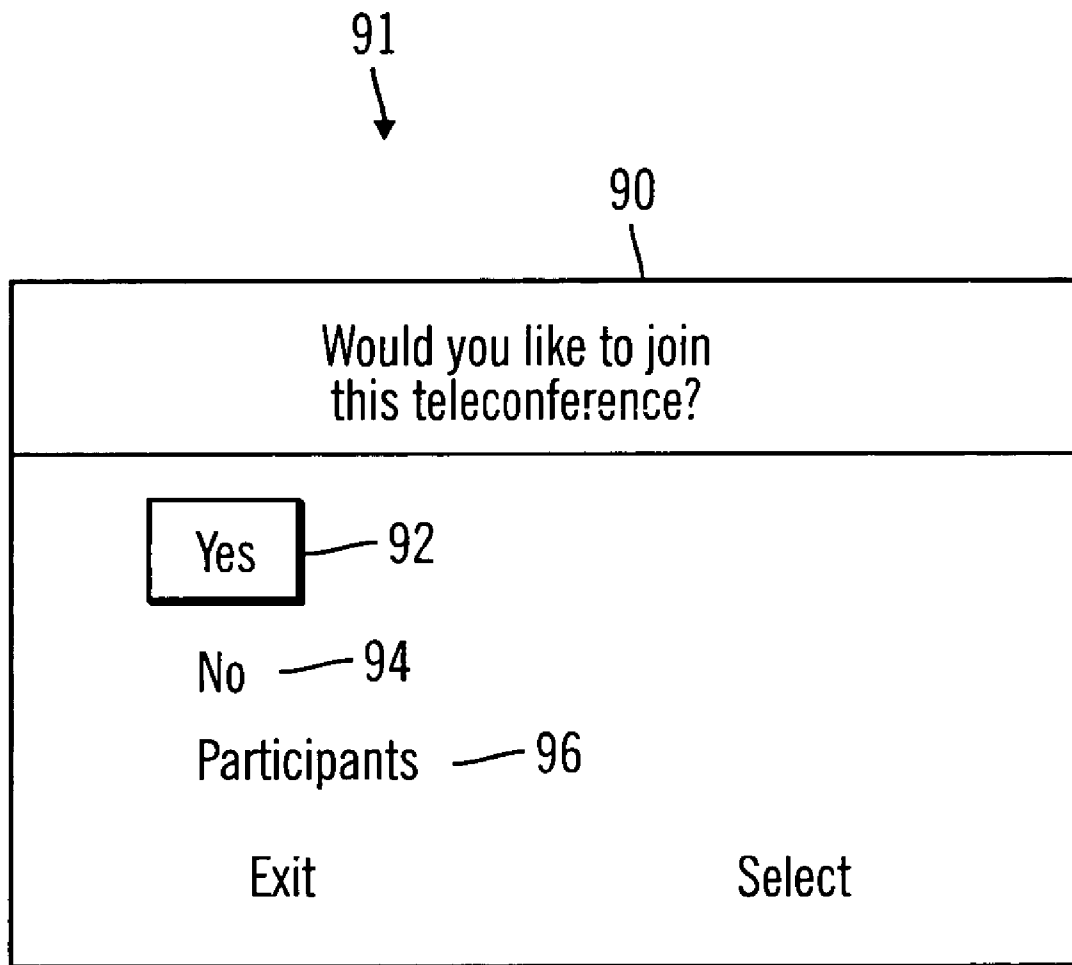 91
90
Would you like to join
this teleconference?
Yes 92
No 94
Participants 96
Exit Select